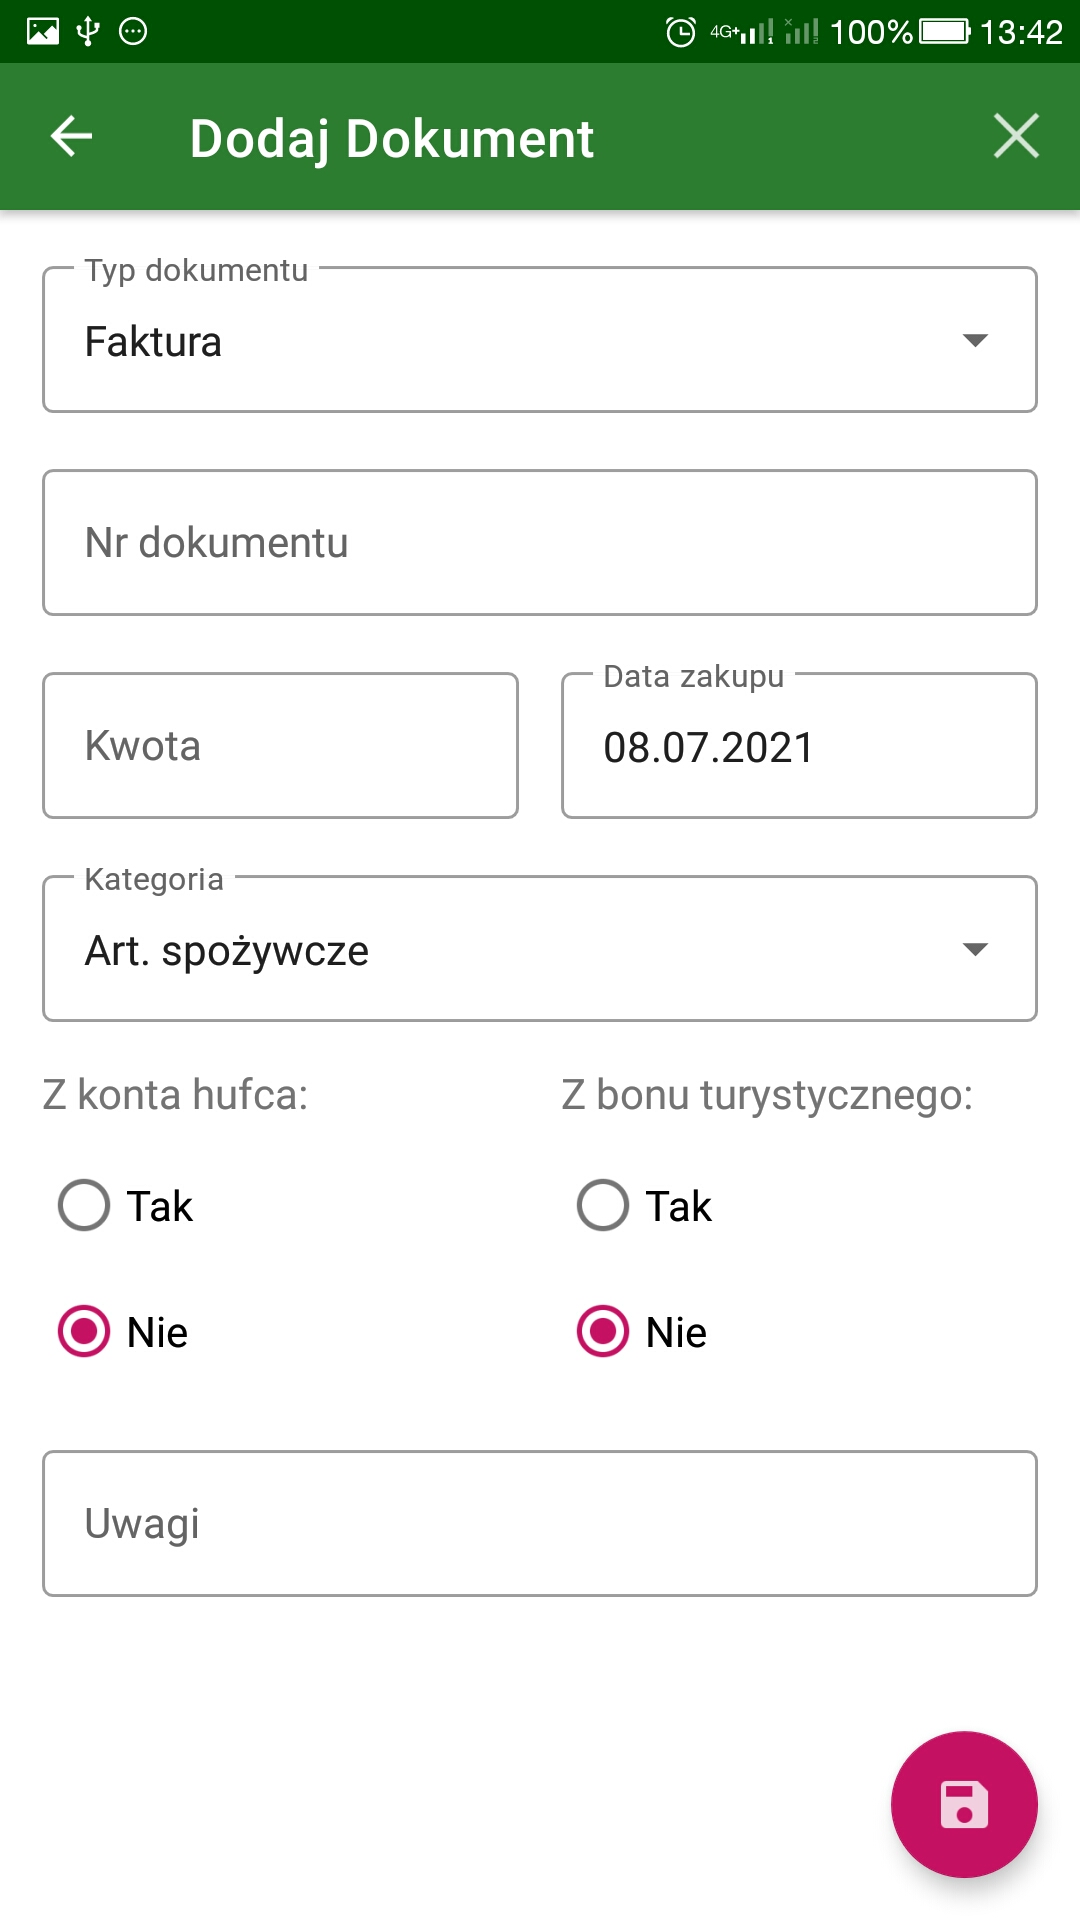 4G+ 100% 13:42
Dodaj Dokument
Typ dokumentu
Faktura
Nr dokumentu
Kwota
Data zakupu
08.07.2021
Kategoria
Art. spożywcze
Z konta hufca:
Z bonu turystycznego:
Tak
Tak
Nie
Nie
Uwagi